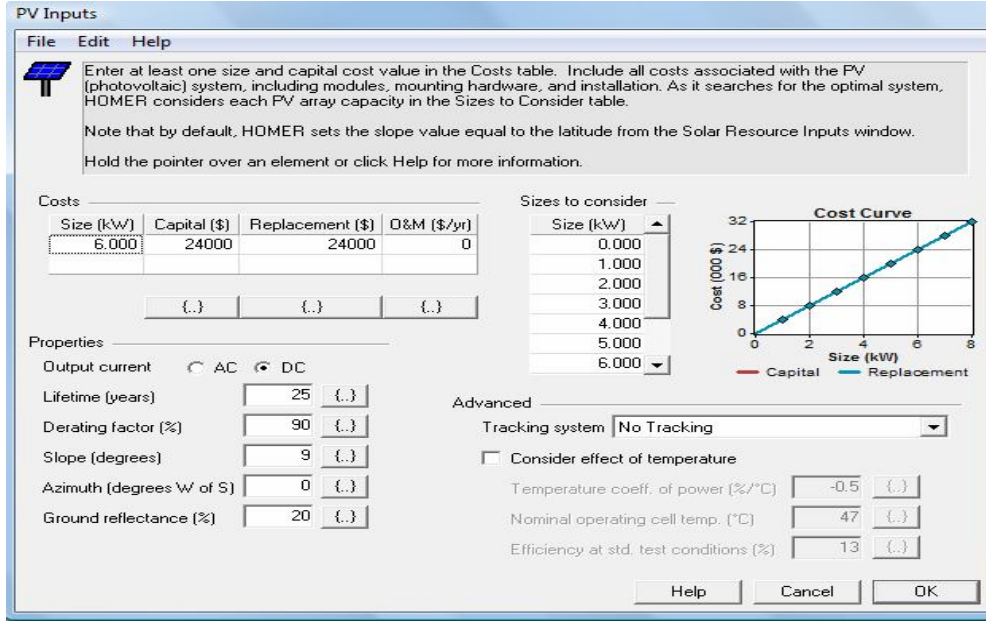 PV Inputs
File Edit Help
Enter at least one size and capital cost value in the Costs table. Include all costs associated with the PV
(photovoltaic) system, including modules, mounting hardware, and installation. As it searches for the optimal system,
HOMER considers each PV array capacity in the Sizes to Consider table.
Note that by default, HOMER sets the slope value equal to the latitude from the Solar Resource Inputs window.
Hold the pointer over an element or click Help for more information.
Costs
Size (kW) Capital ($) Replacement ($) O&M ($/yr)
6.000 24000 24000 0
{..} {..} {..}
Sizes to consider
Size (kW)
0.000
1.000
2.000
3.000
4.000
5.000
6.000
Cost Curve
Cost (000 $)
32
24
16
8
0
0 2 4 6 8
Size (kW)
Capital Replacement
Properties
Output current AC DC
Lifetime (years) 25 {..}
Derating factor (%) 90 {..}
Slope (degrees) 9 {..}
Azimuth (degrees W of S) 0 {..}
Ground reflectance (%) 20 {..}
Advanced
Tracking system No Tracking
Consider effect of temperature
Temperature coeff. of power (%/°C) -0.5 {..}
Nominal operating cell temp. (°C) 47 {..}
Efficiency at std. test conditions (%) 13 {..}
Help Cancel OK